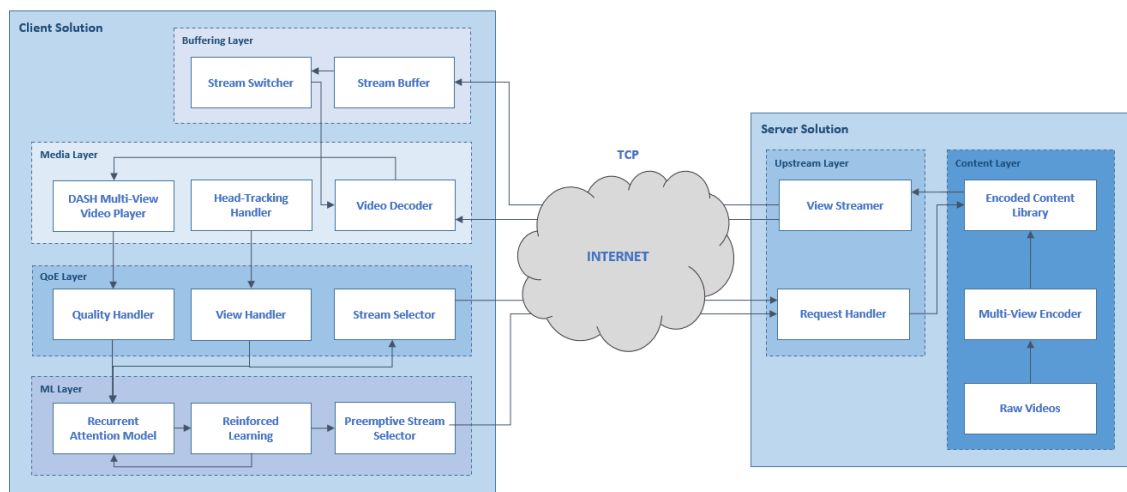 Client Solution
Buffering Layer
Stream Switcher
Stream Buffer
Media Layer
DASH Multi-View
Video Player
Head-Tracking
Handler
Video Decoder
QoE Layer
Quality Handler
View Handler
Stream Selector
ML Layer
Recurrent
Attention Model
Reinforced
Learning
Preemptive Stream
Selector
TCP
INTERNET
Server Solution
Upstream Layer
View Streamer
Request Handler
Content Layer
Encoded Content
Library
Multi-View Encoder
Raw Videos